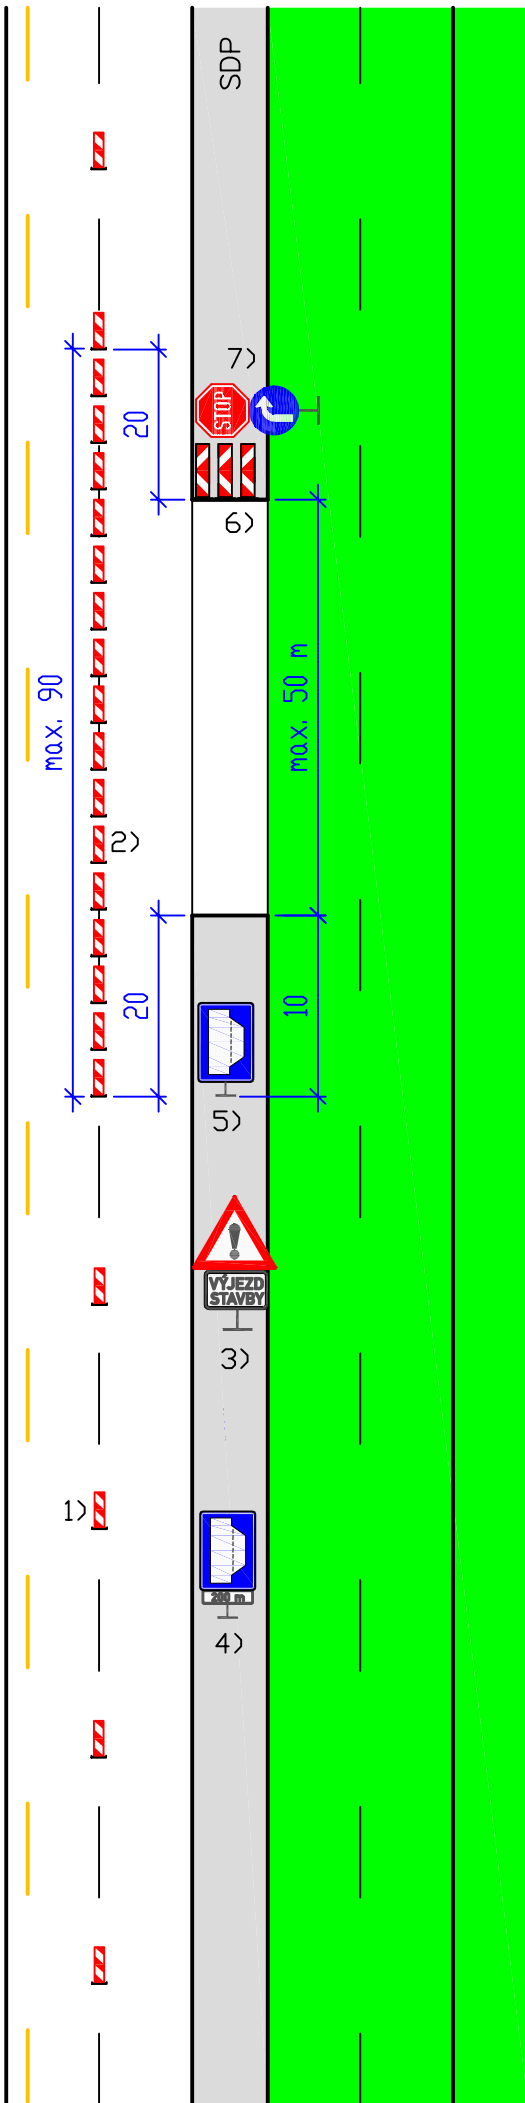 SDP
7)
STOP
20
6)
max. 90
max. 50 m
2)
20
10
5)
VÝJEZD
STAVBY
3)
1)
200 m
4)